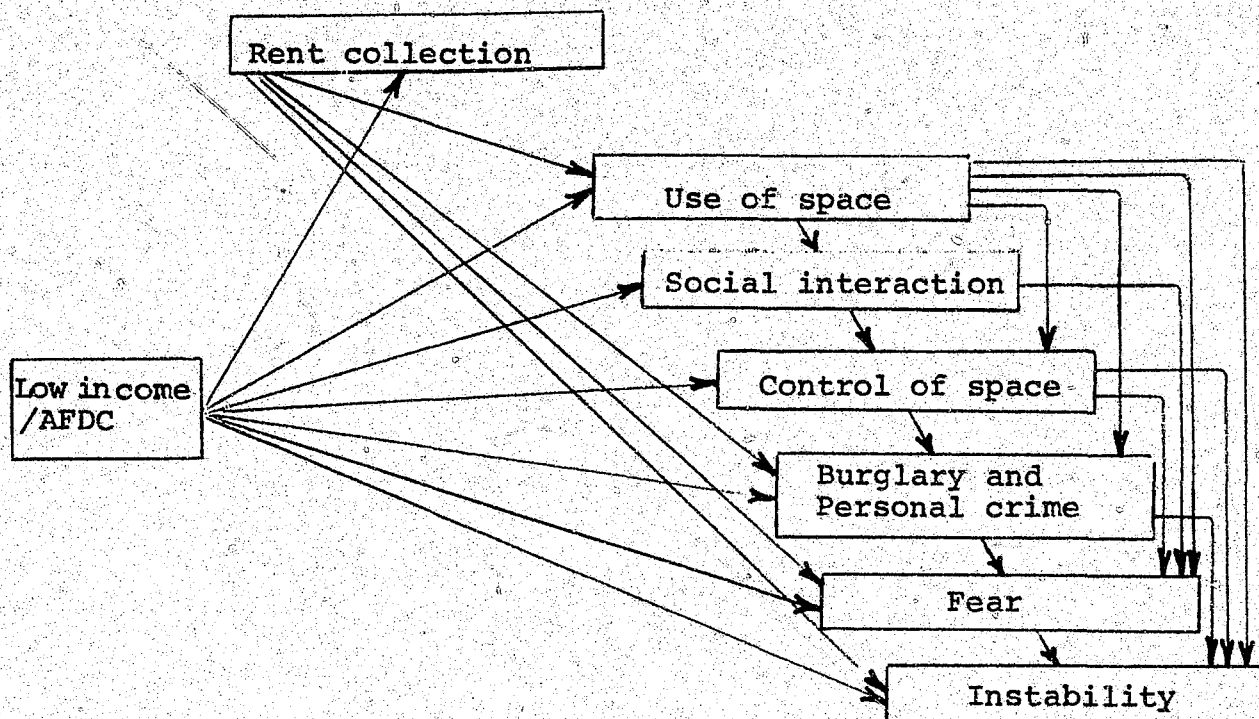 Rent collection
Use of space
Social interaction
Low income
/AFDC
Control of space
Burglary and
Personal crime
Fear
Instability